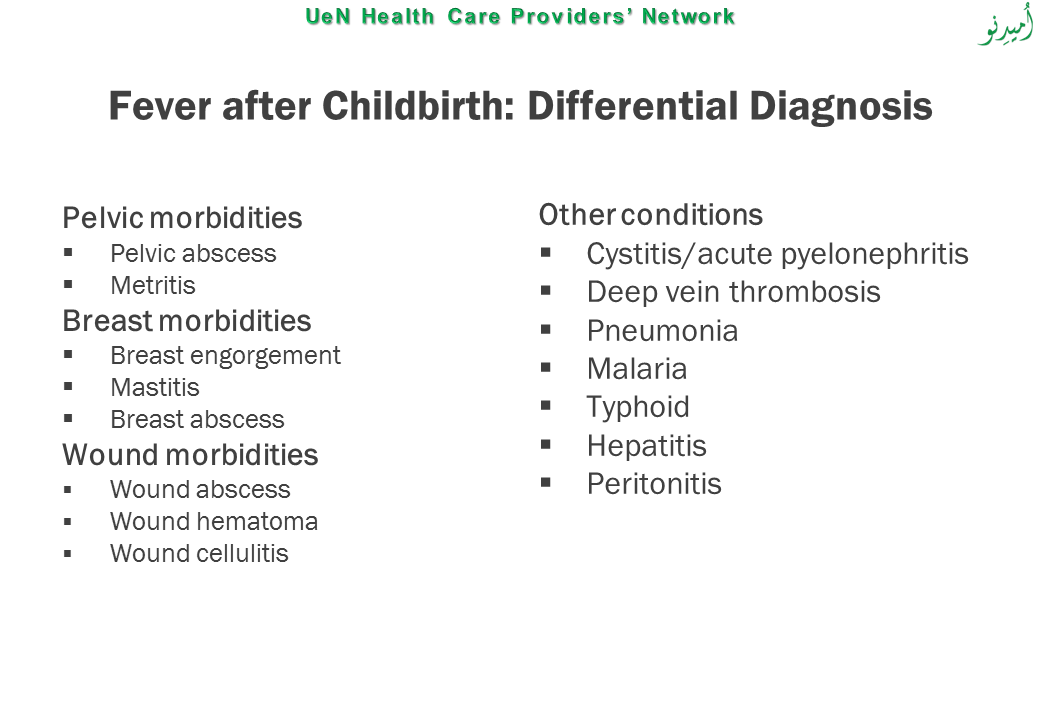 UeN Health Care Providers’ Network
اُمیدِنو
Fever after Childbirth: Differential Diagnosis
Pelvic morbidities
▪ Pelvic abscess
▪ Metritis
Breast morbidities
▪ Breast engorgement
▪ Mastitis
▪ Breast abscess
Wound morbidities
▪ Wound abscess
▪ Wound hematoma
▪ Wound cellulitis
Other conditions
▪ Cystitis/acute pyelonephritis
▪ Deep vein thrombosis
▪ Pneumonia
▪ Malaria
▪ Typhoid
▪ Hepatitis
▪ Peritonitis